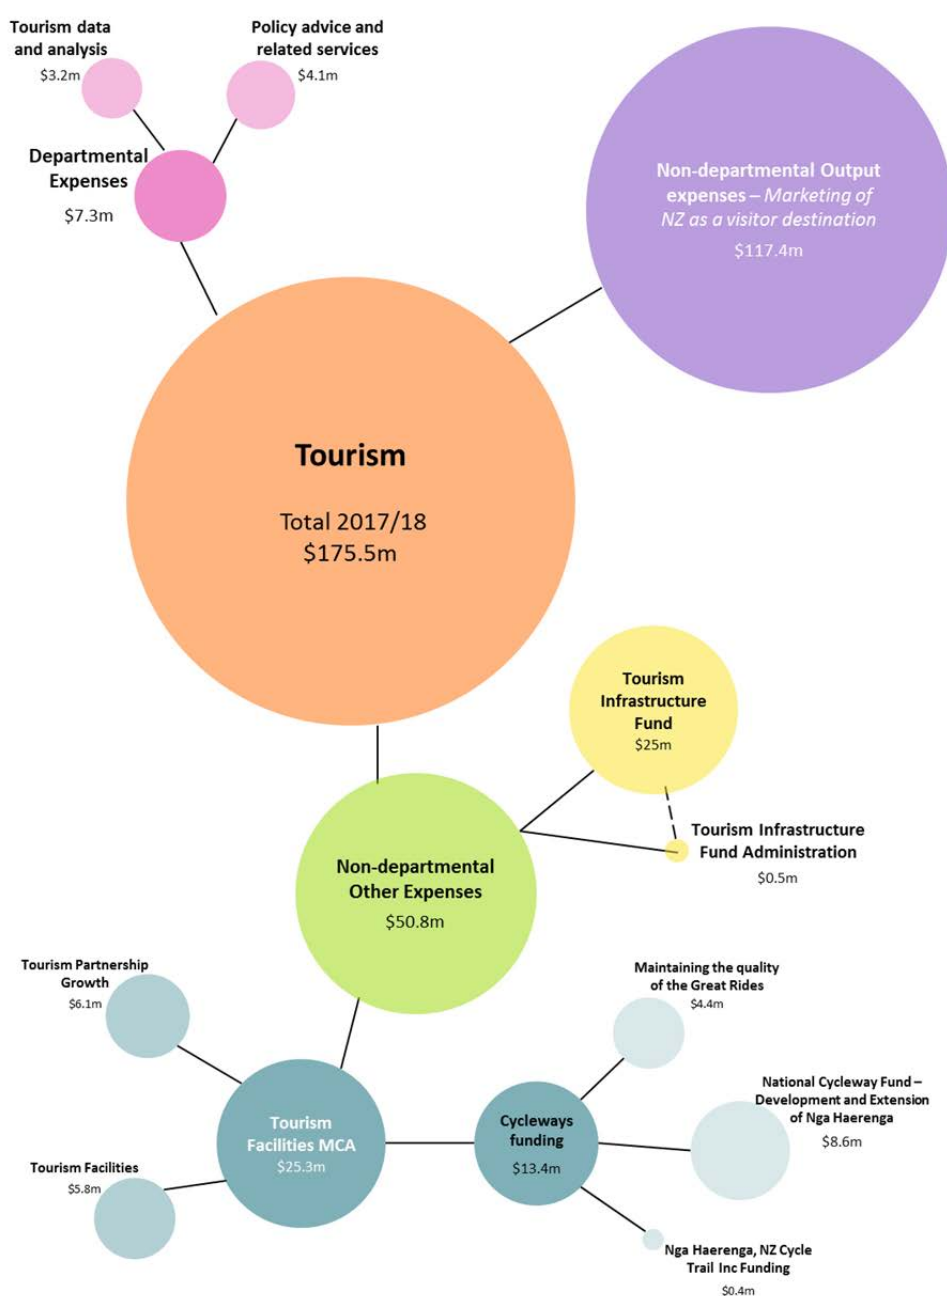 Tourism data
and analysis
$3.2m
Policy advice and
related services
$4.1m
Departmental
Expenses
$7.3m
Non-departmental Output
expenses – Marketing of
NZ as a visitor destination
$117.4m
Tourism
Total 2017/18
$175.5m
Tourism
Infrastructure
Fund
$25m
Tourism Infrastructure
Fund Administration
$0.5m
Non-departmental
Other Expenses
$50.8m
Tourism Partnership
Growth
$6.1m
Maintaining the quality
of the Great Rides
$4.4m
Tourism
Facilities MCA
$25.3m
Cycleways
funding
$13.4m
National Cycleway Fund –
Development and Extension
of Nga Haerenga
$8.6m
Tourism Facilities
$5.8m
Nga Haerenga, NZ Cycle
Trail Inc Funding
$0.4m